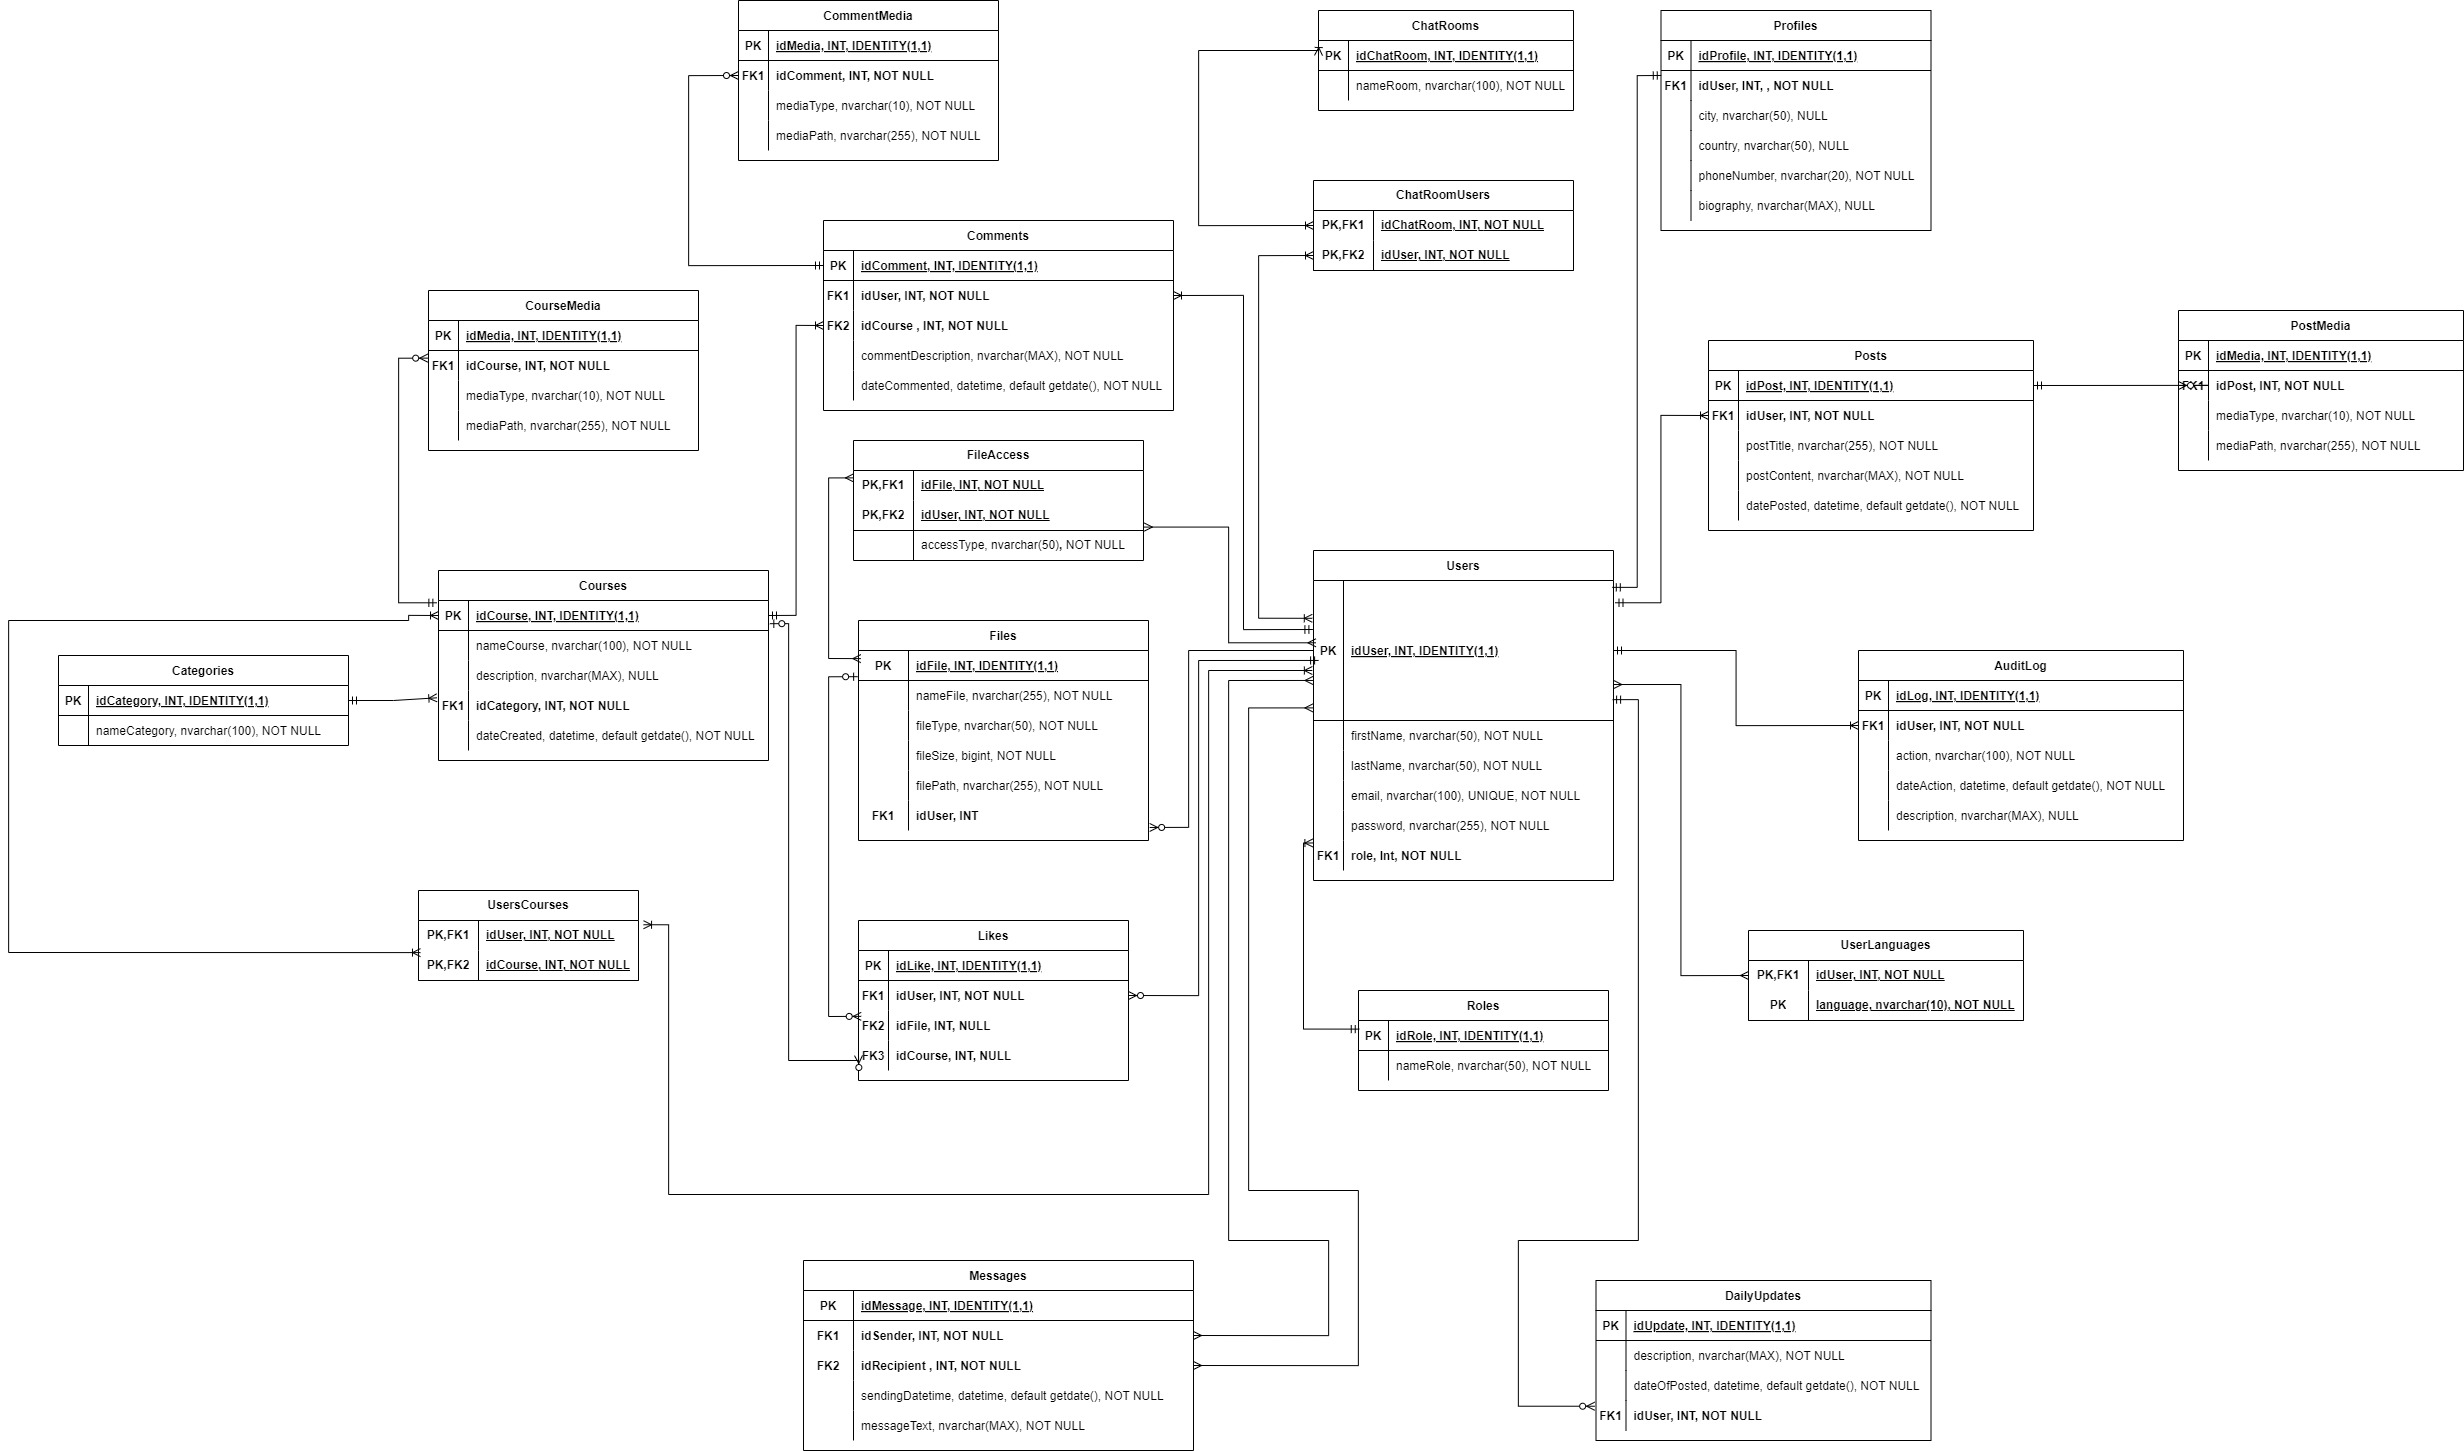 CommentMedia
PK idMedia, INT, IDENTITY(1,1)
FK1 idComment, INT, NOT NULL
mediaType, nvarchar(10), NOT NULL
mediaPath, nvarchar(255), NOT NULL
ChatRooms
PK idChatRoom, INT, IDENTITY(1,1)
nameRoom, nvarchar(100), NOT NULL
Profiles
PK idProfile, INT, IDENTITY(1,1)
FK1 idUser, INT, , NOT NULL
city, nvarchar(50), NULL
country, nvarchar(50), NULL
phoneNumber, nvarchar(20), NOT NULL
biography, nvarchar(MAX), NULL
ChatRoomUsers
PK,FK1 idChatRoom, INT, NOT NULL
PK,FK2 idUser, INT, NOT NULL
Comments
PK idComment, INT, IDENTITY(1,1)
FK1 idUser, INT, NOT NULL
FK2 idCourse , INT, NOT NULL
commentDescription, nvarchar(MAX), NOT NULL
dateCommented, datetime, default getdate(), NOT NULL
CourseMedia
PK idMedia, INT, IDENTITY(1,1)
FK1 idCourse, INT, NOT NULL
mediaType, nvarchar(10), NOT NULL
mediaPath, nvarchar(255), NOT NULL
PostMedia
PK idMedia, INT, IDENTITY(1,1)
FK1 idPost, INT, NOT NULL
mediaType, nvarchar(10), NOT NULL
mediaPath, nvarchar(255), NOT NULL
Posts
PK idPost, INT, IDENTITY(1,1)
FK1 idUser, INT, NOT NULL
postTitle, nvarchar(255), NOT NULL
postContent, nvarchar(MAX), NOT NULL
datePosted, datetime, default getdate(), NOT NULL
FileAccess
PK,FK1 idFile, INT, NOT NULL
PK,FK2 idUser, INT, NOT NULL
accessType, nvarchar(50), NOT NULL
Users
PK idUser, INT, IDENTITY(1,1)
firstName, nvarchar(50), NOT NULL
lastName, nvarchar(50), NOT NULL
email, nvarchar(100), UNIQUE, NOT NULL
password, nvarchar(255), NOT NULL
FK1 role, Int, NOT NULL
Courses
PK idCourse, INT, IDENTITY(1,1)
nameCourse, nvarchar(100), NOT NULL
description, nvarchar(MAX), NULL
FK1 idCategory, INT, NOT NULL
dateCreated, datetime, default getdate(), NOT NULL
Files
PK idFile, INT, IDENTITY(1,1)
nameFile, nvarchar(255), NOT NULL
fileType, nvarchar(50), NOT NULL
fileSize, bigint, NOT NULL
filePath, nvarchar(255), NOT NULL
FK1 idUser, INT
Categories
PK idCategory, INT, IDENTITY(1,1)
nameCategory, nvarchar(100), NOT NULL
AuditLog
PK idLog, INT, IDENTITY(1,1)
FK1 idUser, INT, NOT NULL
action, nvarchar(100), NOT NULL
dateAction, datetime, default getdate(), NOT NULL
description, nvarchar(MAX), NULL
UsersCourses
PK,FK1 idUser, INT, NOT NULL
PK,FK2 idCourse, INT, NOT NULL
Likes
PK idLike, INT, IDENTITY(1,1)
FK1 idUser, INT, NOT NULL
FK2 idFile, INT, NULL
FK3 idCourse, INT, NULL
UserLanguages
PK,FK1 idUser, INT, NOT NULL
PK language, nvarchar(10), NOT NULL
Roles
PK idRole, INT, IDENTITY(1,1)
nameRole, nvarchar(50), NOT NULL
Messages
PK idMessage, INT, IDENTITY(1,1)
FK1 idSender, INT, NOT NULL
FK2 idRecipient , INT, NOT NULL
sendingDatetime, datetime, default getdate(), NOT NULL
messageText, nvarchar(MAX), NOT NULL
DailyUpdates
PK idUpdate, INT, IDENTITY(1,1)
description, nvarchar(MAX), NOT NULL
dateOfPosted, datetime, default getdate(), NOT NULL
FK1 idUser, INT, NOT NULL